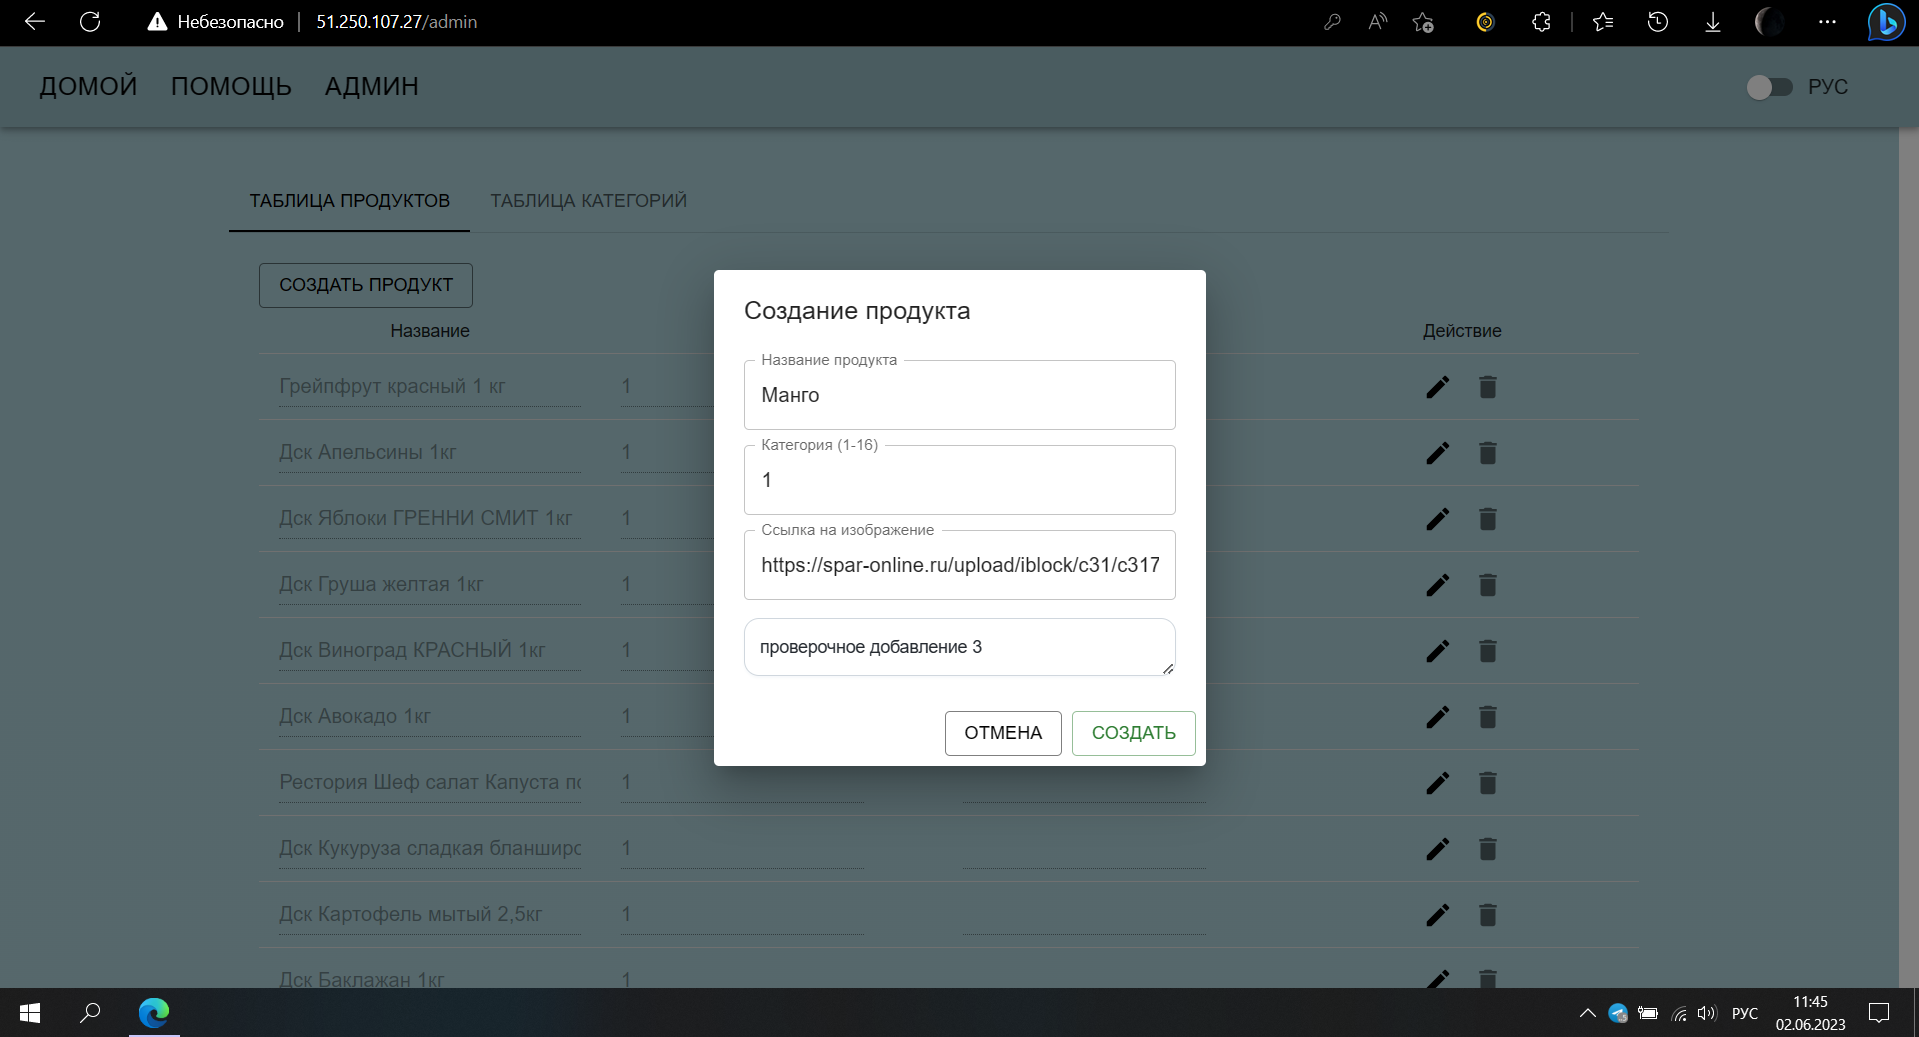 Небезопасно 51.250.107.27/admin
ДОМОЙ ПОМОЩЬ АДМИН РУС
ТАБЛИЦА ПРОДУКТОВ ТАБЛИЦА КАТЕГОРИЙ
СОЗДАТЬ ПРОДУКТ
Название Действие
Грейпфрут красный 1 кг 1
Дск Апельсины 1кг 1
Дск Яблоки ГРЕННИ СМИТ 1кг 1
Дск Груша желтая 1кг 1
Дск Виноград КРАСНЫЙ 1кг 1
Дск Авокадо 1кг 1
Рестория Шеф салат Капуста по 1
Дск Кукуруза сладкая бланширо 1
Дск Картофель мытый 2,5кг 1
Дск Баклажан 1кг 1
Создание продукта
Название продукта
Манго
Категория (1-16)
1
Ссылка на изображение
https://spar-online.ru/upload/iblock/c31/c317
проверочное добавление 3
ОТМЕНА СОЗДАТЬ
РУС
11:45
02.06.2023